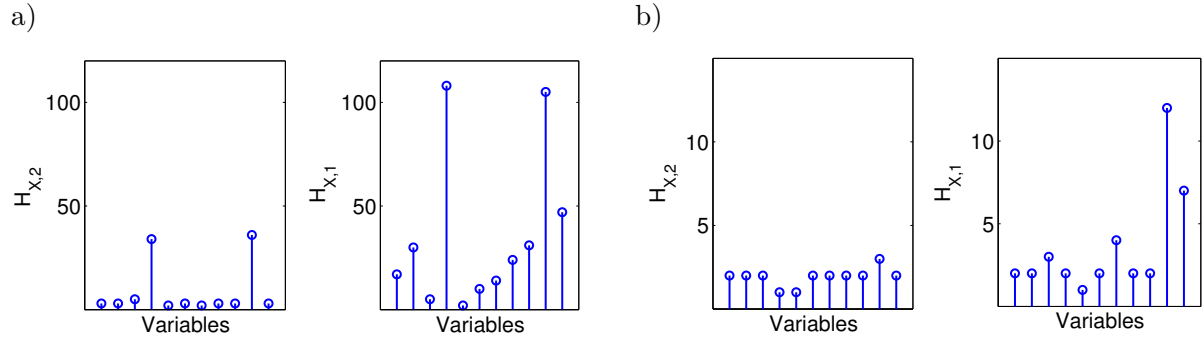 a)
100
50
H_{X,2}
Variables
100
50
H_{X,1}
Variables
b)
10
5
H_{X,2}
Variables
10
5
H_{X,1}
Variables